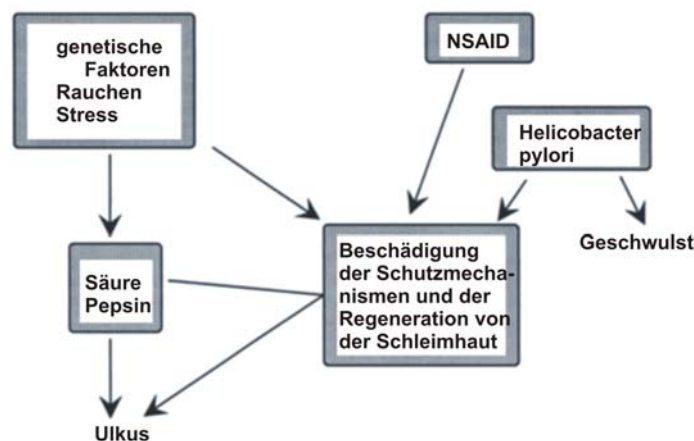 genetische
Faktoren
Rauchen
Stress
NSAID
Helicobacter
pylori
Geschwulst
Säure
Pepsin
Beschädigung
der Schutzmecha-
nismen und der
Regeneration von
der Schleimhaut
Ulkus